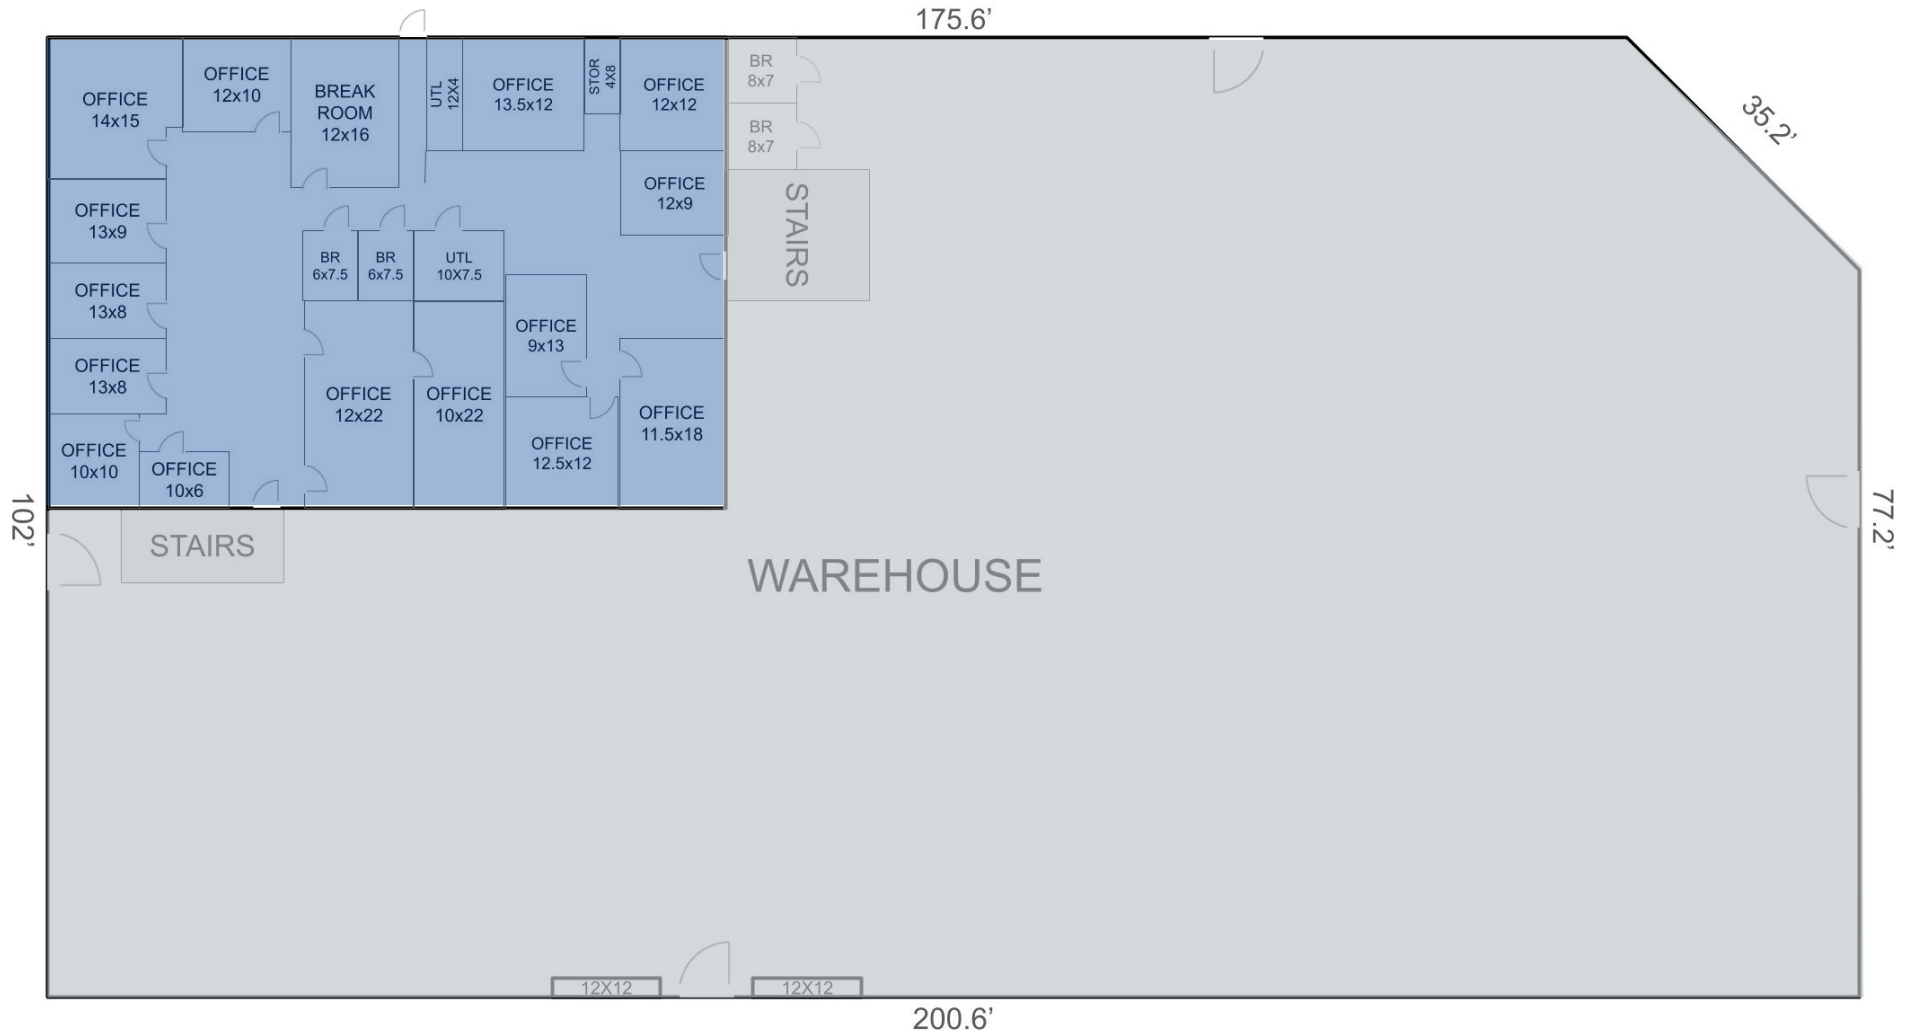 175.6’
OFFICE
14x15
OFFICE
12x10
BREAK
ROOM
12x16
UTL
12X4
OFFICE
13.5x12
STOR
4X8
OFFICE
12x12
BR
8x7
BR
8x7
35.2’
OFFICE
13x9
OFFICE
12x9
STAIRS
BR
6x7.5
BR
6x7.5
UTL
10X7.5
OFFICE
13x8
OFFICE
9x13
OFFICE
13x8
OFFICE
12x22
OFFICE
10x22
OFFICE
11.5x18
OFFICE
10x10
OFFICE
10x6
OFFICE
12.5x12
102’
77.2’
STAIRS
WAREHOUSE
12X12
12X12
200.6’